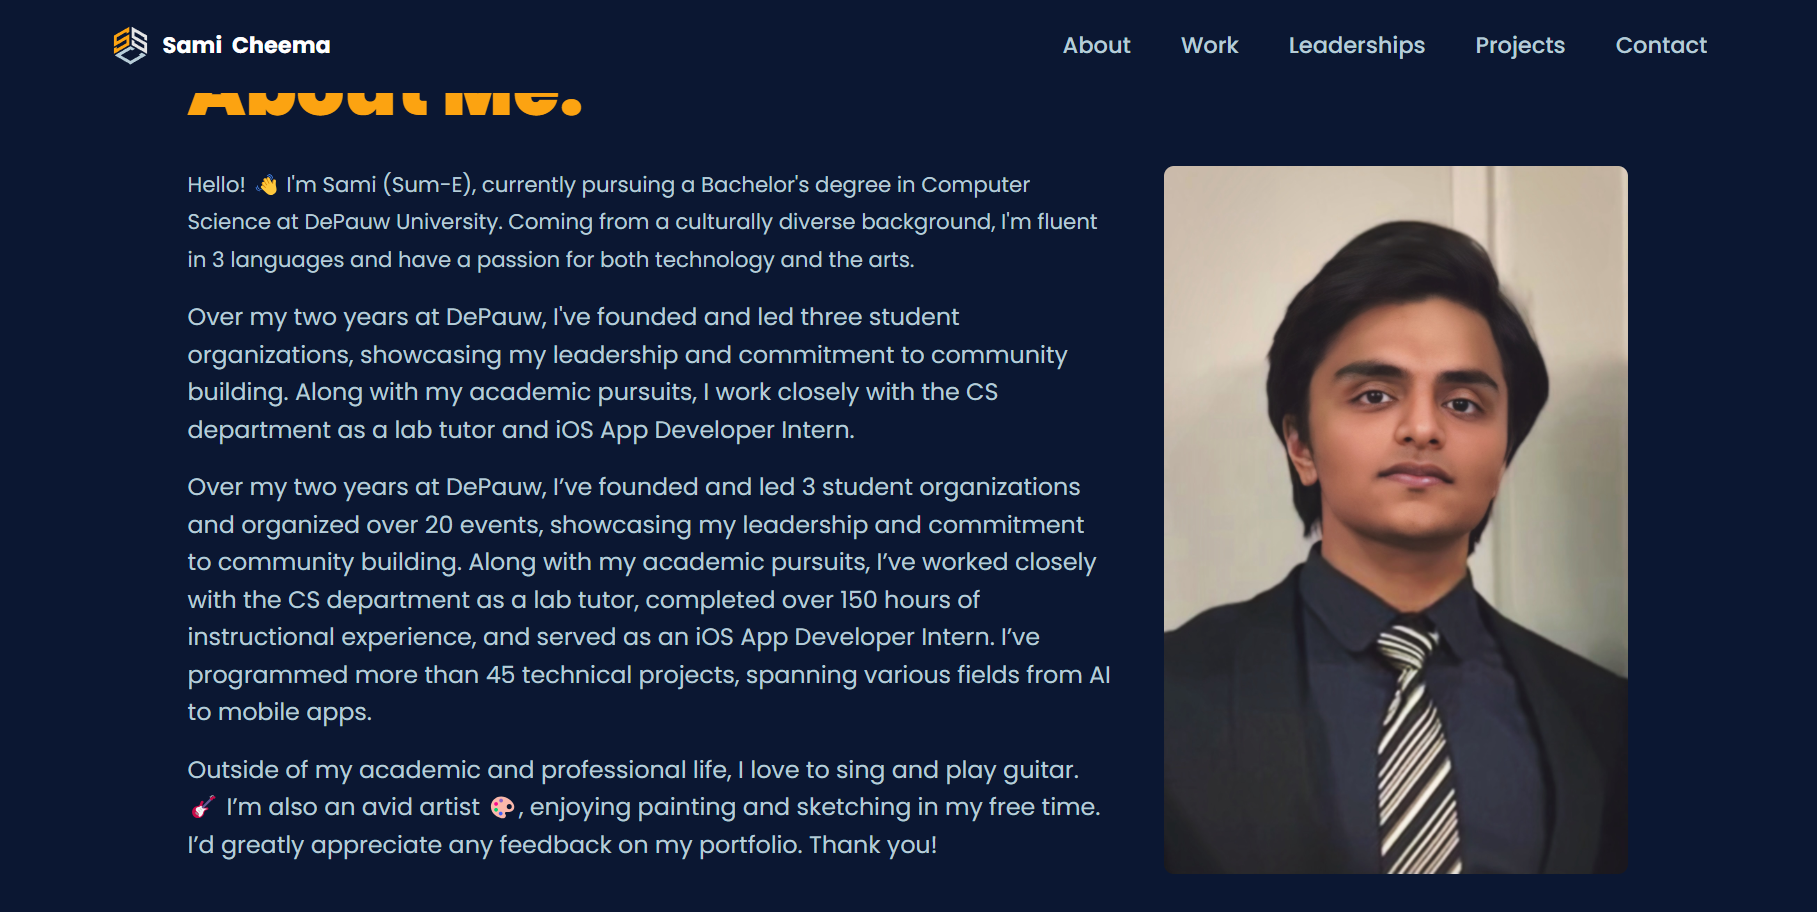 Sami Cheema
About Work Leaderships Projects Contact
About Me.
Hello! 👋 I'm Sami (Sum-E), currently pursuing a Bachelor's degree in Computer
Science at DePauw University. Coming from a culturally diverse background, I'm fluent
in 3 languages and have a passion for both technology and the arts.
Over my two years at DePauw, I've founded and led three student
organizations, showcasing my leadership and commitment to community
building. Along with my academic pursuits, I work closely with the CS
department as a lab tutor and iOS App Developer Intern.
Over my two years at DePauw, I’ve founded and led 3 student organizations
and organized over 20 events, showcasing my leadership and commitment
to community building. Along with my academic pursuits, I’ve worked closely
with the CS department as a lab tutor, completed over 150 hours of
instructional experience, and served as an iOS App Developer Intern. I’ve
programmed more than 45 technical projects, spanning various fields from AI
to mobile apps.
Outside of my academic and professional life, I love to sing and play guitar.
🎸 I’m also an avid artist 🎨, enjoying painting and sketching in my free time.
I’d greatly appreciate any feedback on my portfolio. Thank you!